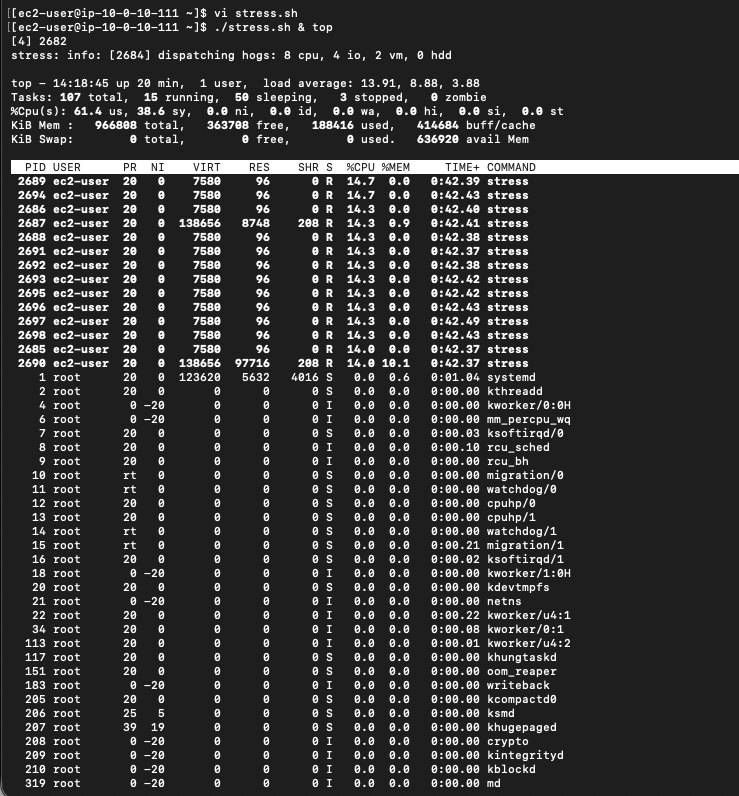 [[ec2-user@ip-10-0-10-111 ~]$ vi stress.sh
[[ec2-user@ip-10-0-10-111 ~]$ ./stress.sh & top
[4] 2682
stress: info: [2684] dispatching hogs: 8 cpu, 4 io, 2 vm, 0 hdd
top - 14:18:45 up 20 min,  1 user,  load average: 13.91, 8.88, 3.88
Tasks: 107 total,  15 running,  50 sleeping,   3 stopped,   0 zombie
%Cpu(s): 61.4 us, 38.6 sy,  0.0 ni,  0.0 id,  0.0 wa,  0.0 hi,  0.0 si,  0.0 st
KiB Mem :   966808 total,   363708 free,   188416 used,   414684 buff/cache
KiB Swap:        0 total,        0 free,        0 used.   636920 avail Mem
PID USER      PR  NI    VIRT    RES    SHR S  %CPU %MEM     TIME+ COMMAND
2689 ec2-user  20   0    7580     96      0 R  14.7  0.0   0:42.39 stress
2694 ec2-user  20   0    7580     96      0 R  14.7  0.0   0:42.43 stress
2686 ec2-user  20   0    7580     96      0 R  14.3  0.0   0:42.40 stress
2687 ec2-user  20   0  138656   8748    208 R  14.3  0.9   0:42.41 stress
2688 ec2-user  20   0    7580     96      0 R  14.3  0.0   0:42.38 stress
2691 ec2-user  20   0    7580     96      0 R  14.3  0.0   0:42.37 stress
2692 ec2-user  20   0    7580     96      0 R  14.3  0.0   0:42.38 stress
2693 ec2-user  20   0    7580     96      0 R  14.3  0.0   0:42.42 stress
2695 ec2-user  20   0    7580     96      0 R  14.3  0.0   0:42.42 stress
2696 ec2-user  20   0    7580     96      0 R  14.3  0.0   0:42.43 stress
2697 ec2-user  20   0    7580     96      0 R  14.3  0.0   0:42.49 stress
2698 ec2-user  20   0    7580     96      0 R  14.3  0.0   0:42.43 stress
2685 ec2-user  20   0    7580     96      0 R  14.0  0.0   0:42.37 stress
2690 ec2-user  20   0  138656  97716    208 R  14.0 10.1   0:42.37 stress
1 root      20   0  123620   5632   4016 S   0.0  0.6   0:01.04 systemd
2 root      20   0       0      0      0 S   0.0  0.0   0:00.00 kthreadd
4 root       0 -20       0      0      0 I   0.0  0.0   0:00.00 kworker/0:0H
6 root       0 -20       0      0      0 I   0.0  0.0   0:00.00 mm_percpu_wq
7 root      20   0       0      0      0 S   0.0  0.0   0:00.03 ksoftirqd/0
8 root      20   0       0      0      0 I   0.0  0.0   0:00.10 rcu_sched
9 root      20   0       0      0      0 I   0.0  0.0   0:00.00 rcu_bh
10 root      rt   0       0      0      0 S   0.0  0.0   0:00.00 migration/0
11 root      rt   0       0      0      0 S   0.0  0.0   0:00.00 watchdog/0
12 root      20   0       0      0      0 S   0.0  0.0   0:00.00 cpuhp/0
13 root      20   0       0      0      0 S   0.0  0.0   0:00.00 cpuhp/1
14 root      rt   0       0      0      0 S   0.0  0.0   0:00.00 watchdog/1
15 root      rt   0       0      0      0 S   0.0  0.0   0:00.21 migration/1
16 root      20   0       0      0      0 S   0.0  0.0   0:00.02 ksoftirqd/1
18 root       0 -20       0      0      0 I   0.0  0.0   0:00.00 kworker/1:0H
20 root      20   0       0      0      0 S   0.0  0.0   0:00.00 kdevtmpfs
21 root       0 -20       0      0      0 I   0.0  0.0   0:00.00 netns
22 root      20   0       0      0      0 I   0.0  0.0   0:00.22 kworker/u4:1
34 root      20   0       0      0      0 I   0.0  0.0   0:00.08 kworker/0:1
113 root      20   0       0      0      0 I   0.0  0.0   0:00.01 kworker/u4:2
117 root      20   0       0      0      0 S   0.0  0.0   0:00.00 khungtaskd
151 root      20   0       0      0      0 S   0.0  0.0   0:00.00 oom_reaper
183 root       0 -20       0      0      0 I   0.0  0.0   0:00.00 writeback
205 root      20   0       0      0      0 S   0.0  0.0   0:00.00 kcompactd0
206 root      25   5       0      0      0 S   0.0  0.0   0:00.00 ksmd
207 root      39  19       0      0      0 S   0.0  0.0   0:00.00 khugepaged
208 root       0 -20       0      0      0 I   0.0  0.0   0:00.00 crypto
209 root       0 -20       0      0      0 I   0.0  0.0   0:00.00 kintegrityd
210 root       0 -20       0      0      0 I   0.0  0.0   0:00.00 kblockd
319 root       0 -20       0      0      0 I   0.0  0.0   0:00.00 md